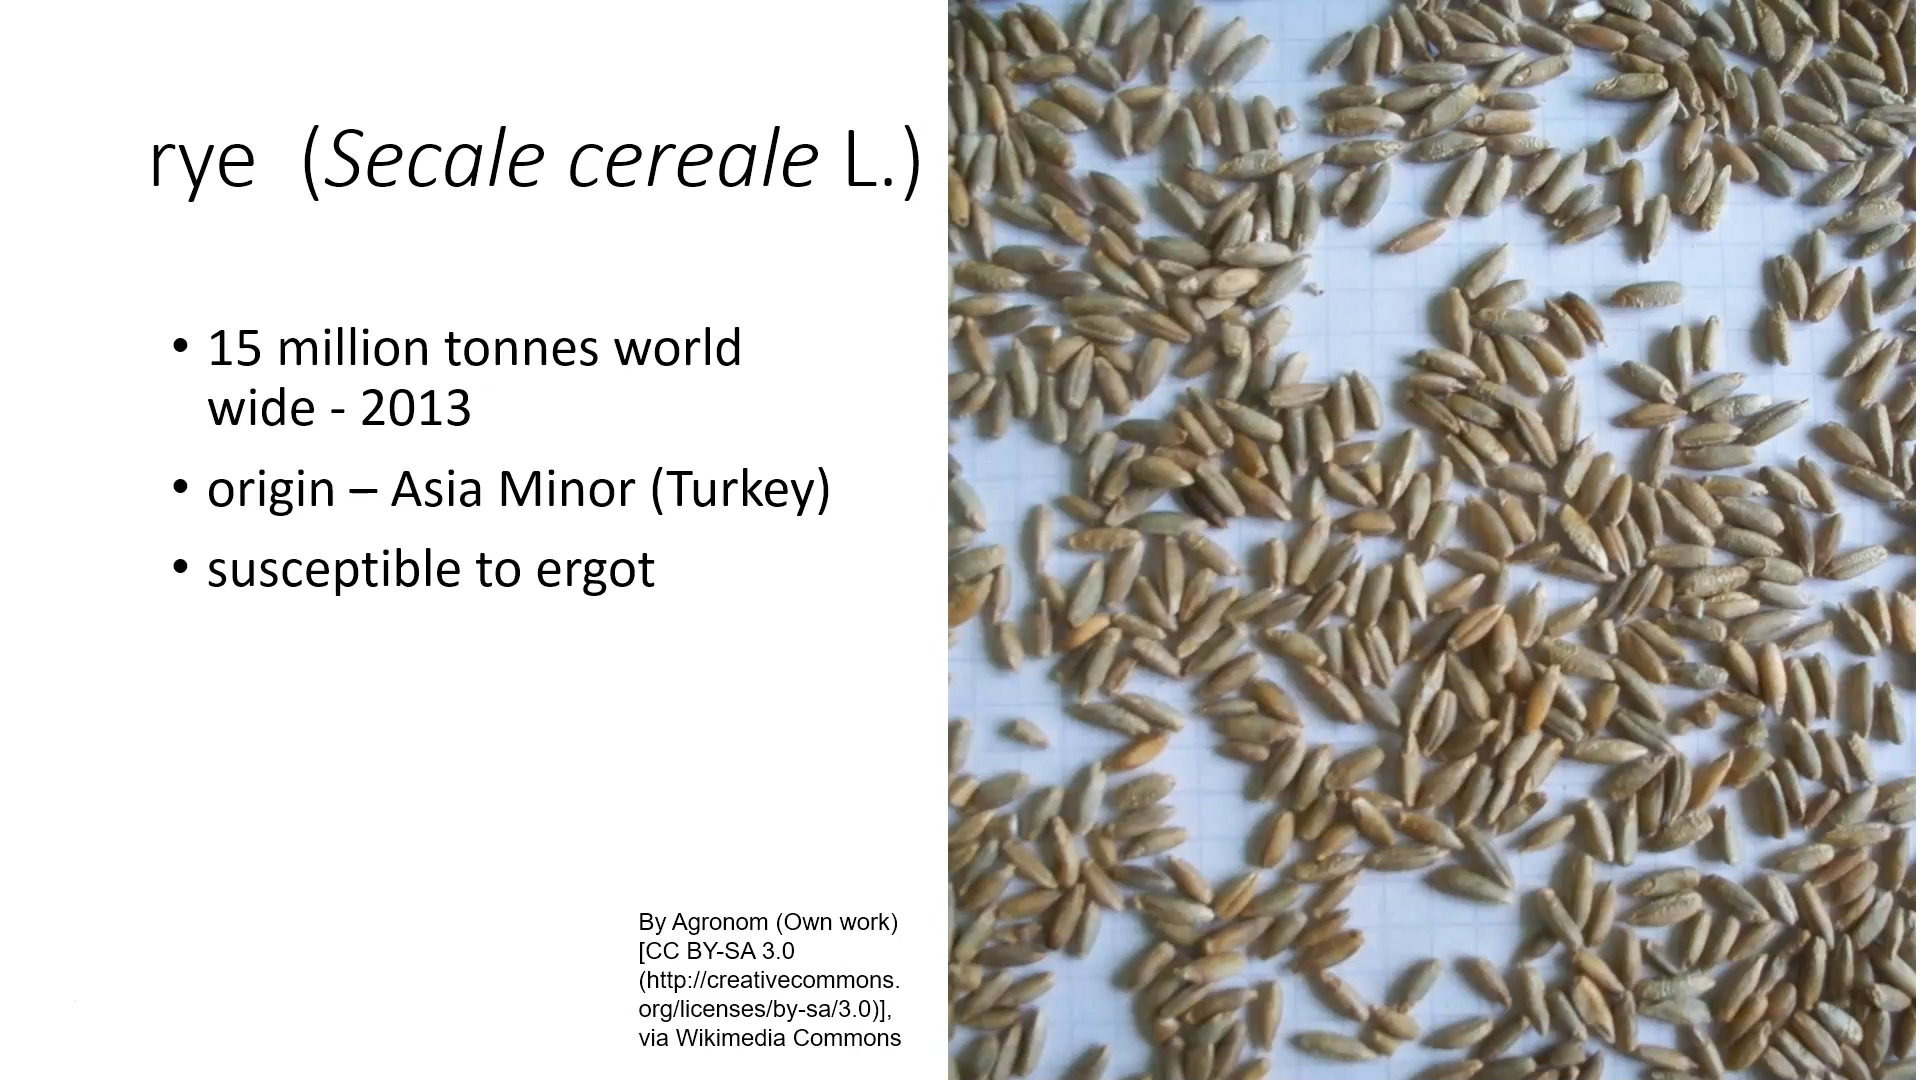 rye  (Secale cereale L.)
• 15 million tonnes world
wide - 2013
• origin – Asia Minor (Turkey)
• susceptible to ergot
By Agronom (Own work)
[CC BY-SA 3.0
(http://creativecommons.
org/licenses/by-sa/3.0)],
via Wikimedia Commons